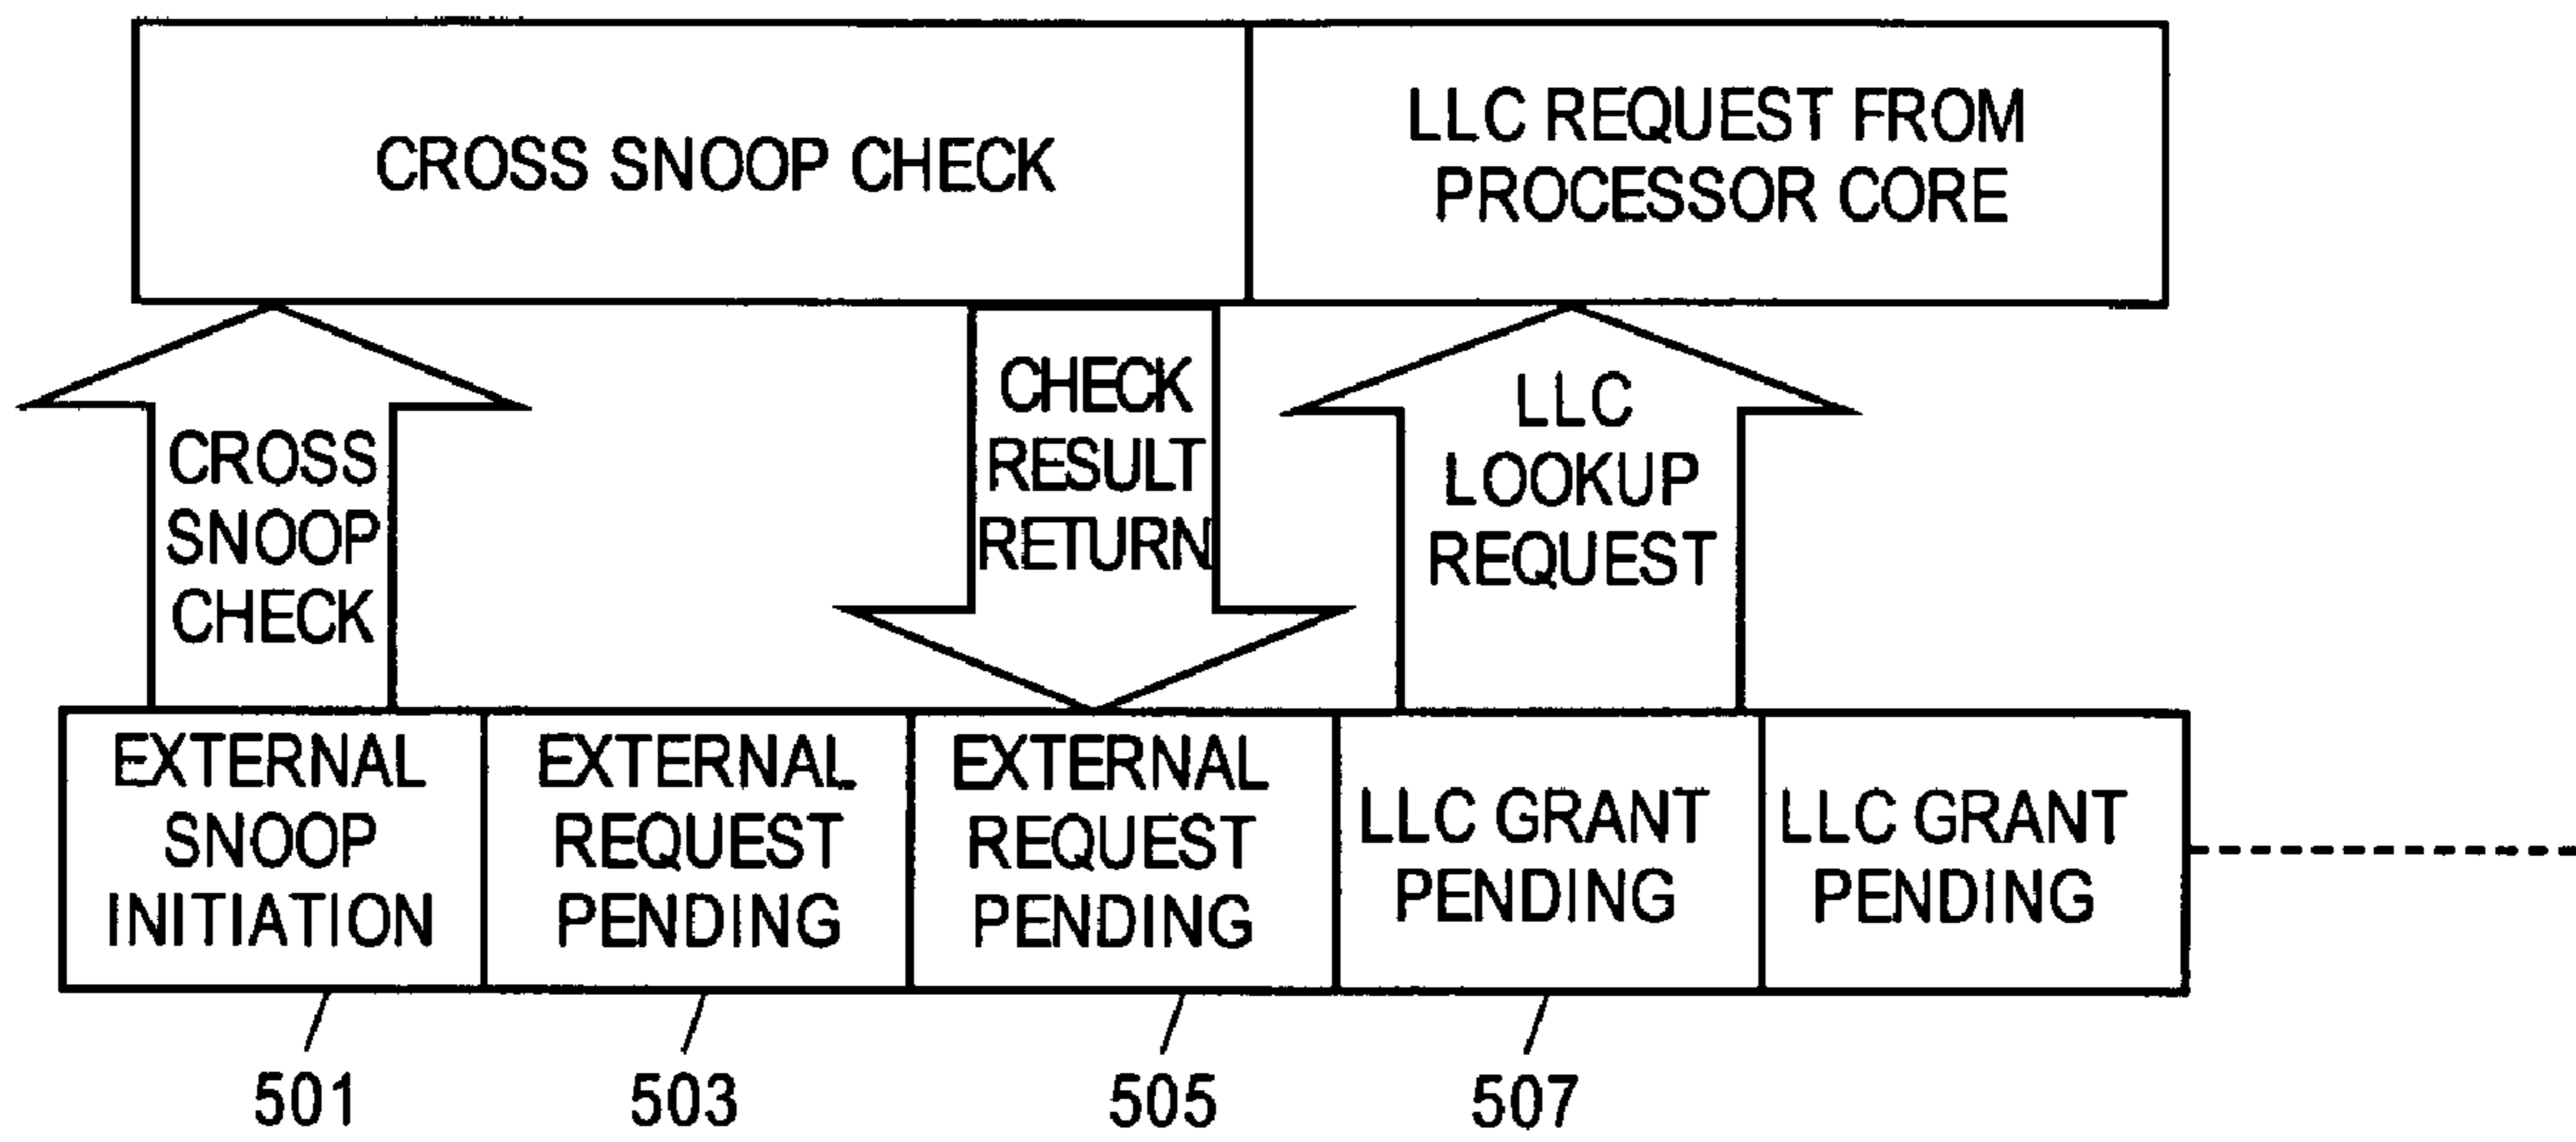 CROSS SNOOP CHECK
LLC REQUEST FROM
PROCESSOR CORE
CROSS
SNOOP
CHECK
CHECK
RESULT
RETURN
LLC
LOOKUP
REQUEST
EXTERNAL
SNOOP
INITIATION
EXTERNAL
REQUEST
PENDING
EXTERNAL
REQUEST
PENDING
LLC GRANT
PENDING
LLC GRANT
PENDING
501
503
505
507